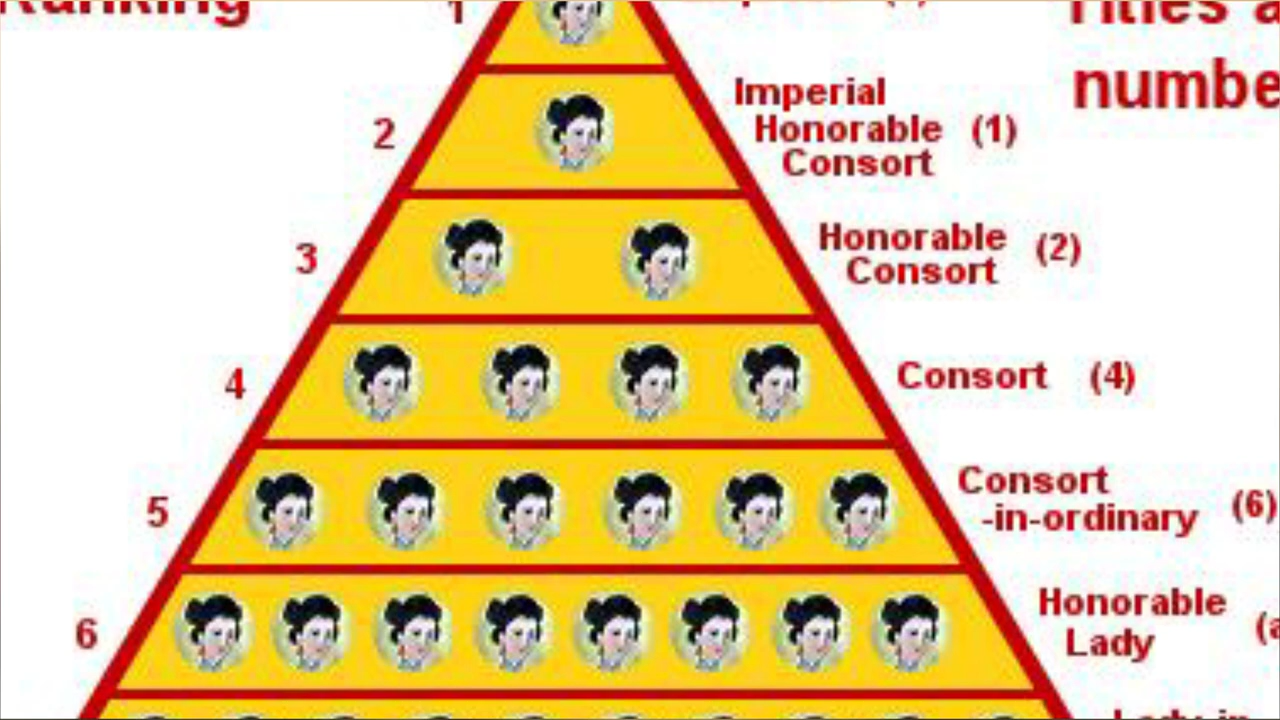 Ranking
1
2
Imperial
Honorable (1)
Consort
numbe
3
Honorable (2)
Consort
4
Consort (4)
5
Consort (6)
-in-ordinary
6
Honorable
Lady